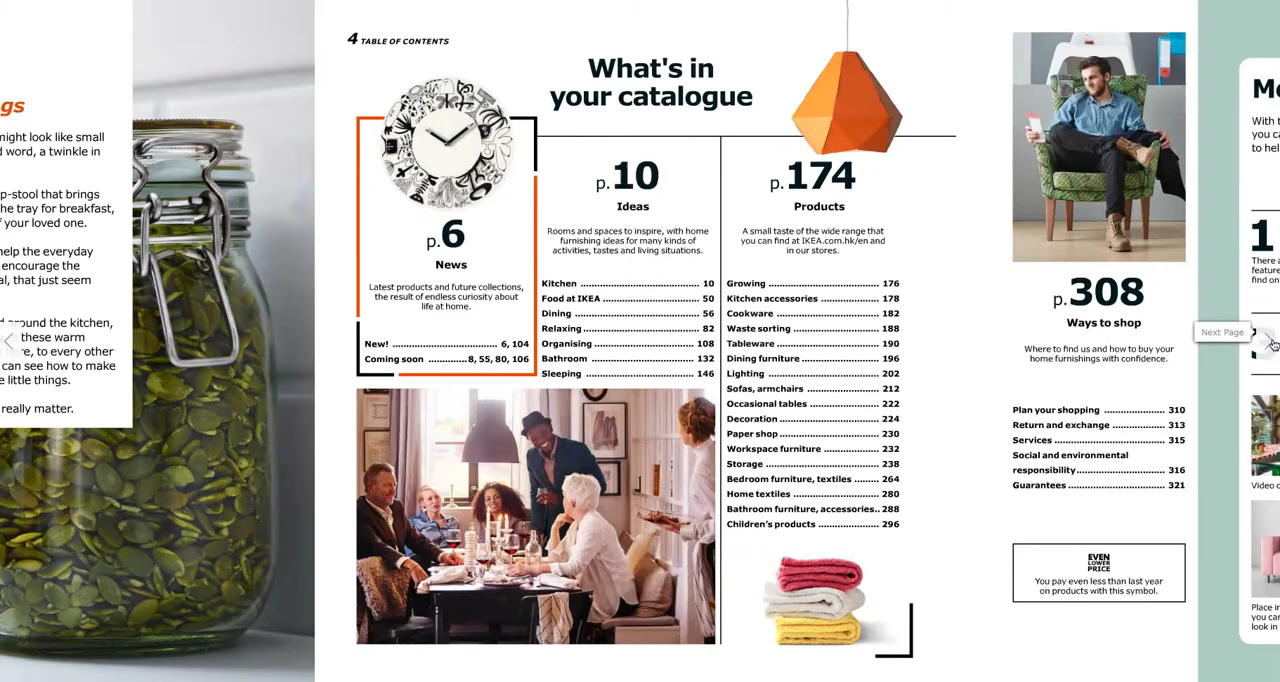 gs
might look like small
d word, a twinkle in
p-stool that brings
he tray for breakfast,
f your loved one.
help the everyday
encourage the
al, that just seem
d around the kitchen,
these warm
re, to every other
can see how to make
e little things.
really matter.
4 TABLE OF CONTENTS
What's in
your catalogue
p.6
News
Latest products and future collections,
the result of endless curiosity about
life at home.
New! .................................... 6, 104
Coming soon ............. 8, 55, 80, 106
p.10
Ideas
Rooms and spaces to inspire, with home
furnishing ideas for many kinds of
activities, tastes and living situations.
Kitchen ........................................ 10
Food at IKEA ................................. 50
Dining .......................................... 56
Relaxing ....................................... 82
Organising ................................... 108
Bathroom ..................................... 132
Sleeping ...................................... 146
p.174
Products
A small taste of the wide range that
you can find at IKEA.com.hk/en and
in our stores.
Growing ...................................... 176
Kitchen accessories .................... 178
Cookware .................................... 182
Waste sorting .............................. 188
Tableware .................................... 190
Dining furniture ........................... 196
Lighting ....................................... 202
Sofas, armchairs ......................... 212
Occasional tables ....................... 222
Decoration ................................... 224
Paper shop .................................. 230
Workspace furniture .................. 232
Storage ....................................... 238
Bedroom furniture, textiles ........ 264
Home textiles .............................. 280
Bathroom furniture, accessories.. 288
Children's products ..................... 296
p.308
Ways to shop
Where to find us and how to buy your
home furnishings with confidence.
Plan your shopping ..................... 310
Return and exchange ................... 313
Services ...................................... 315
Social and environmental
responsibility............................... 316
Guarantees .................................. 321
EVEN
LOWER
PRICE
You pay even less than last year
on products with this symbol.
Next Page
Mo
With t
you ca
to hel
1
There a
feature
find on
3
Video c
Place in
you can
look in